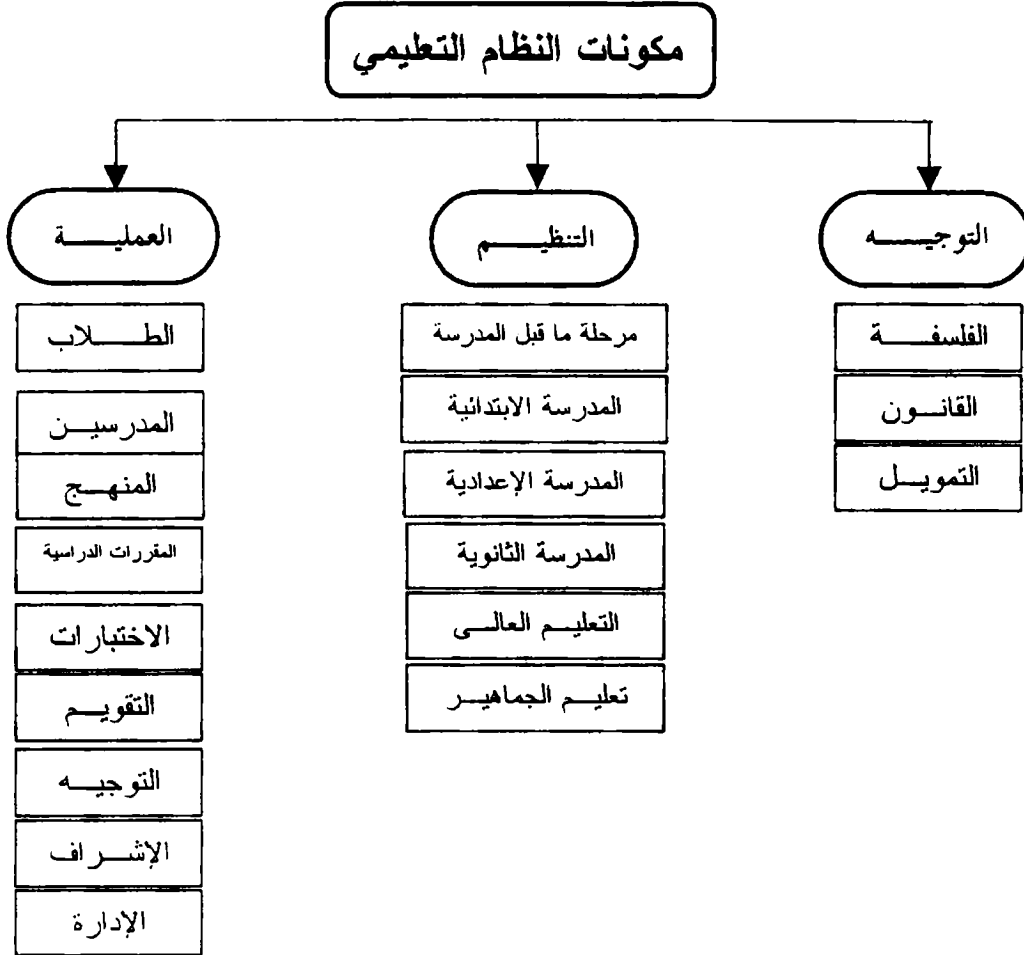 مكونات النظام التعليمي
التوجيه
الفلسفة
القانون
التمويل
التنظيم
مرحلة ما قبل المدرسة
المدرسة الابتدائية
المدرسة الإعدادية
المدرسة الثانوية
التعليم العالى
تعليم الجماهير
العملية
الطلاب
المدرسين
المنهج
المقررات الدراسية
الاختبارات
التقويم
التوجيه
الإشراف
الإدارة